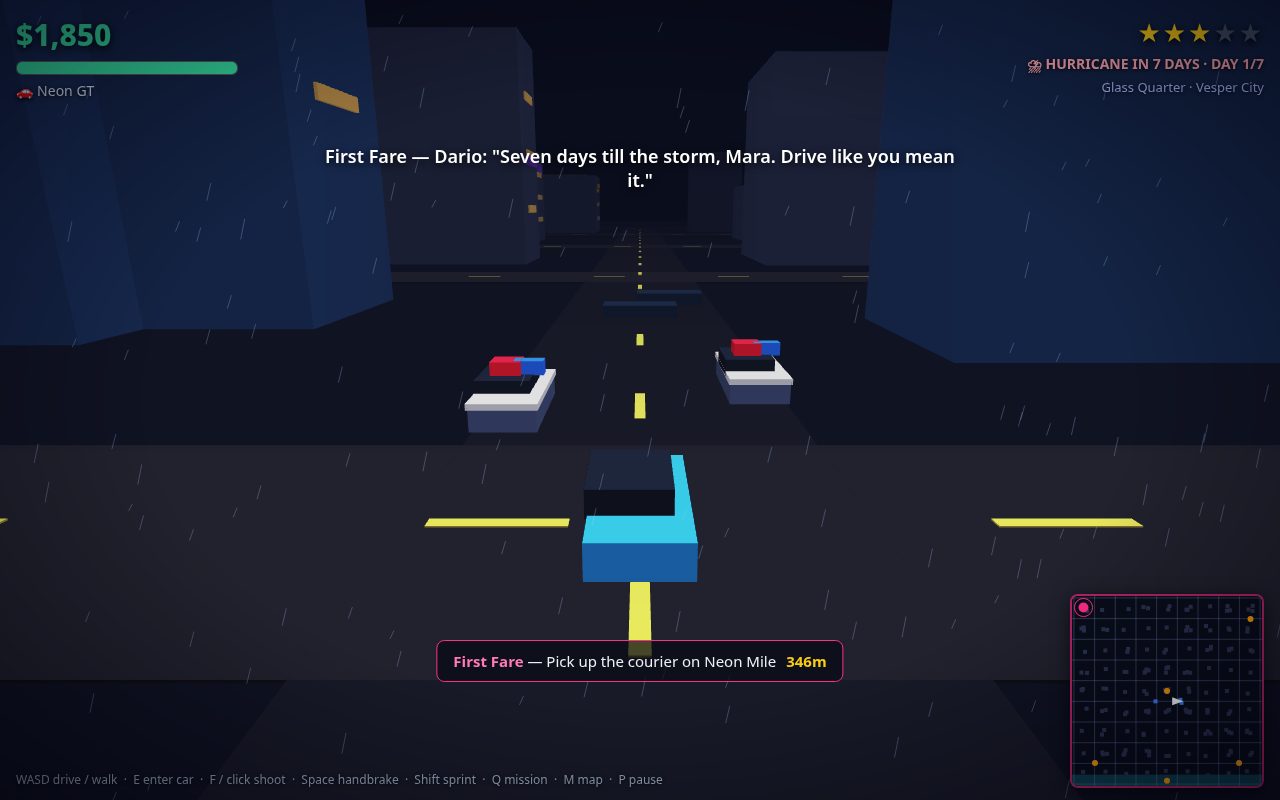 $1,850
🚗 Neon GT
★★★★★
⛈ HURRICANE IN 7 DAYS · DAY 1/7
Glass Quarter · Vesper City
First Fare — Dario: "Seven days till the storm, Mara. Drive like you mean
it."
First Fare — Pick up the courier on Neon Mile 346m
WASD drive / walk · E enter car · F / click shoot · Space handbrake · Shift sprint · Q mission · M map · P pause